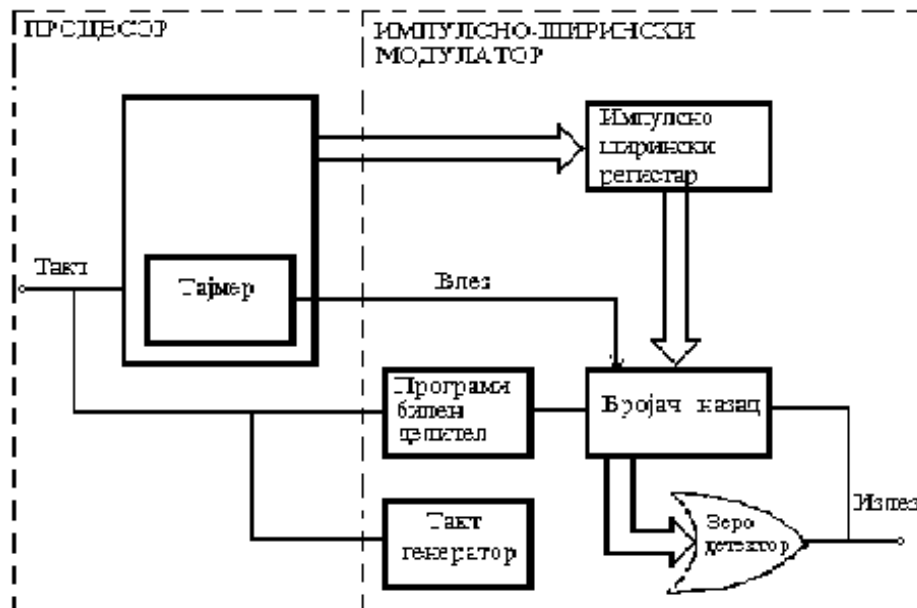 ПРОЦЕСОР
ИМПУЛСНО-ШИРИНСКИ
МОДУЛАТОР
Импулсно
ширински
регистар
Такт
Тајмер
Влез
Програми
билен
делител
Бројач назад
Излез
Зеро
детектор
Такт
генератор